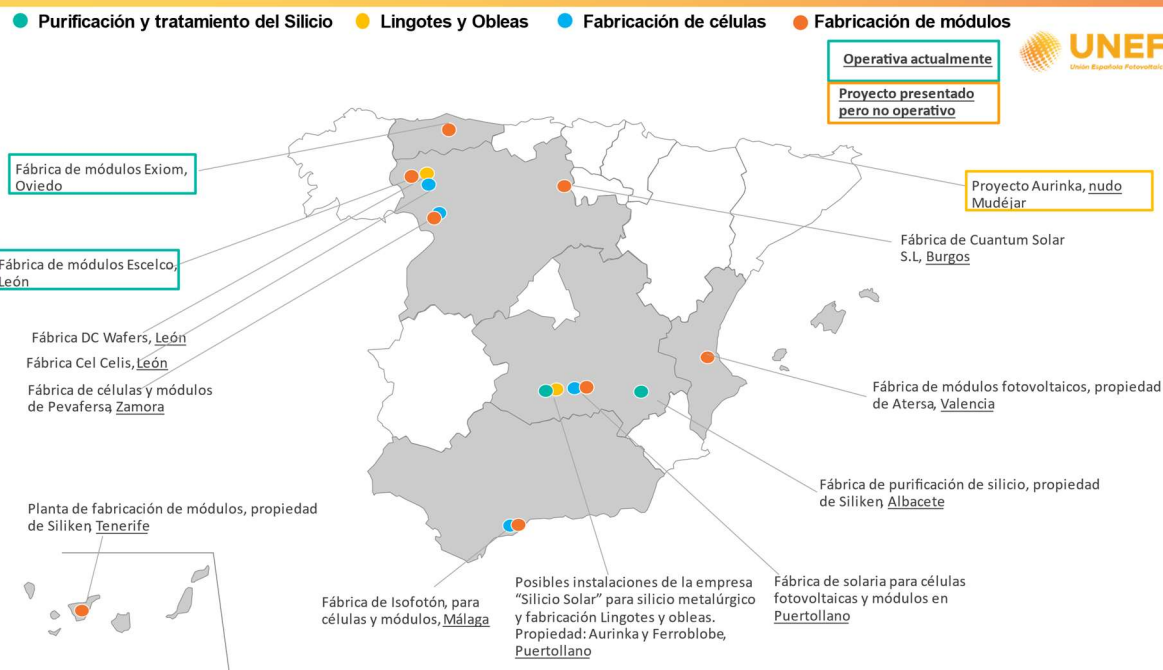 Purificación y tratamiento del Silicio
Lingotes y Obleas
Fabricación de células
Fabricación de módulos
UNEF
Unión Española Fotovoltaic
Operativa actualmente
Proyecto presentado
pero no operativo
Fábrica de módulos Exiom,
Oviedo
Proyecto Aurinka, nudo
Mudéjar
Fábrica de Cuantum Solar
S.L, Burgos
Fábrica de módulos Escelco,
León
Fábrica DC Wafers, León
Fábrica Cel Celis, León
Fábrica de células y módulos
de Pevafersa, Zamora
Fábrica de módulos fotovoltaicos, propiedad
de Atersa, Valencia
Fábrica de purificación de silicio, propiedad
de Siliken, Albacete
Planta de fabricación de módulos, propiedad
de Siliken, Tenerife
Fábrica de Isofotón, para
células y módulos, Málaga
Posibles instalaciones de la empresa
“Silicio Solar” para silicio metalúrgico
y fabricación Lingotes y obleas.
Propiedad: Aurinka y Ferroblobe,
Puertollano
Fábrica de solaria para células
fotovoltaicas y módulos en
Puertollano